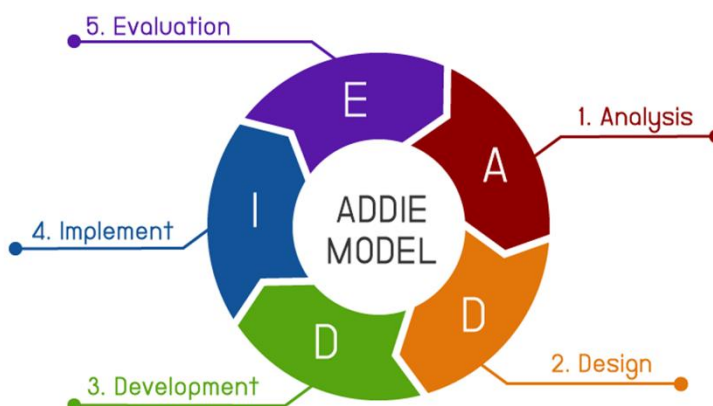 5. Evaluation
E
1. Analysis
A
ADDIE
MODEL
I
4. Implement
D
D
2. Design
3. Development